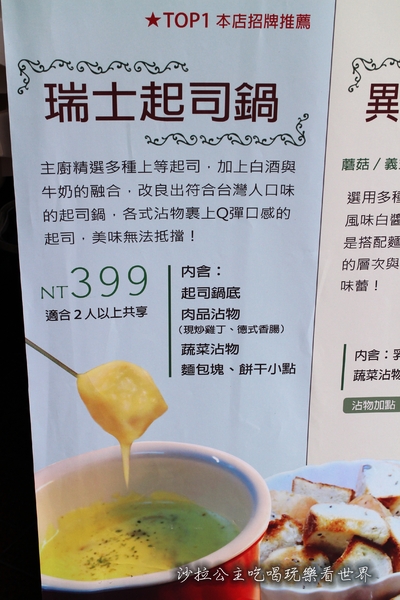 ★TOP1 本店招牌推薦
瑞士起司鍋
主廚精選多種上等起司，加上白酒與
牛奶的融合，改良出符合台灣人口味
的起司鍋，各式沾物裹上Q彈口感的
起司，美味無法抵擋！
NT399
適合2人以上共享
內含：
起司鍋底
肉品沾物
(現炒雞丁、德式香腸)
蔬菜沾物
麵包塊、餅干小點
異
蘑菇 / 義
選用多種
風味白醬
是搭配麵
的層次與
味蕾！
內含：乳
蔬菜沾物
沾物加點
沙拉公主吃喝玩樂看世界